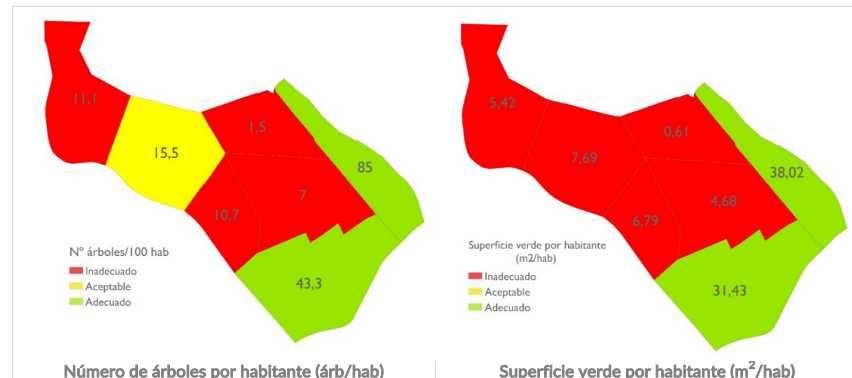 11,1
15,5
1,5
85
10,7
7
43,3
Nº árboles/100 hab
Inadecuado
Aceptable
Adecuado
Número de árboles por habitante (árb/hab)
5,42
7,69
0,61
38,02
6,79
4,68
31,43
Superficie verde por habitante
(m2/hab)
Inadecuado
Aceptable
Adecuado
Superficie verde por habitante (m²/hab)